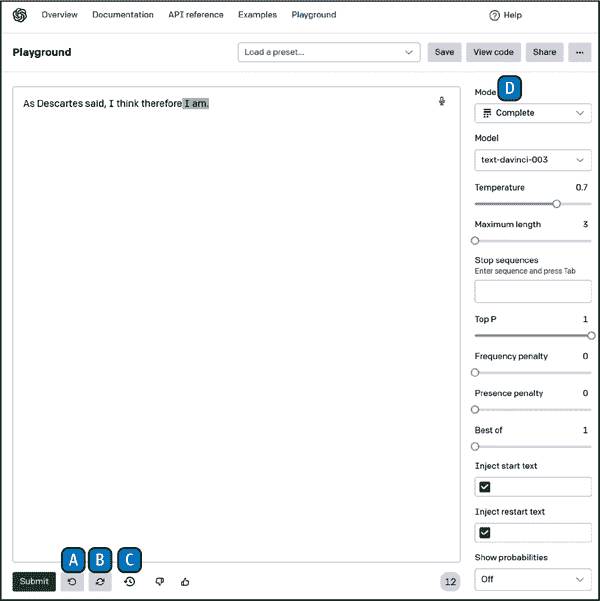 Overview Documentation API reference Examples Playground Help
Playground Load a preset... Save View code Share ...
As Descartes said, I think therefore I am.
Mode D
Complete
Model
text-davinci-003
Temperature 0.7
Maximum length 3
Stop sequences
Enter sequence and press Tab
Top P 1
Frequency penalty 0
Presence penalty 0
Best of 1
Inject start text
Inject restart text
Show probabilities
Off
A B C
Submit 12